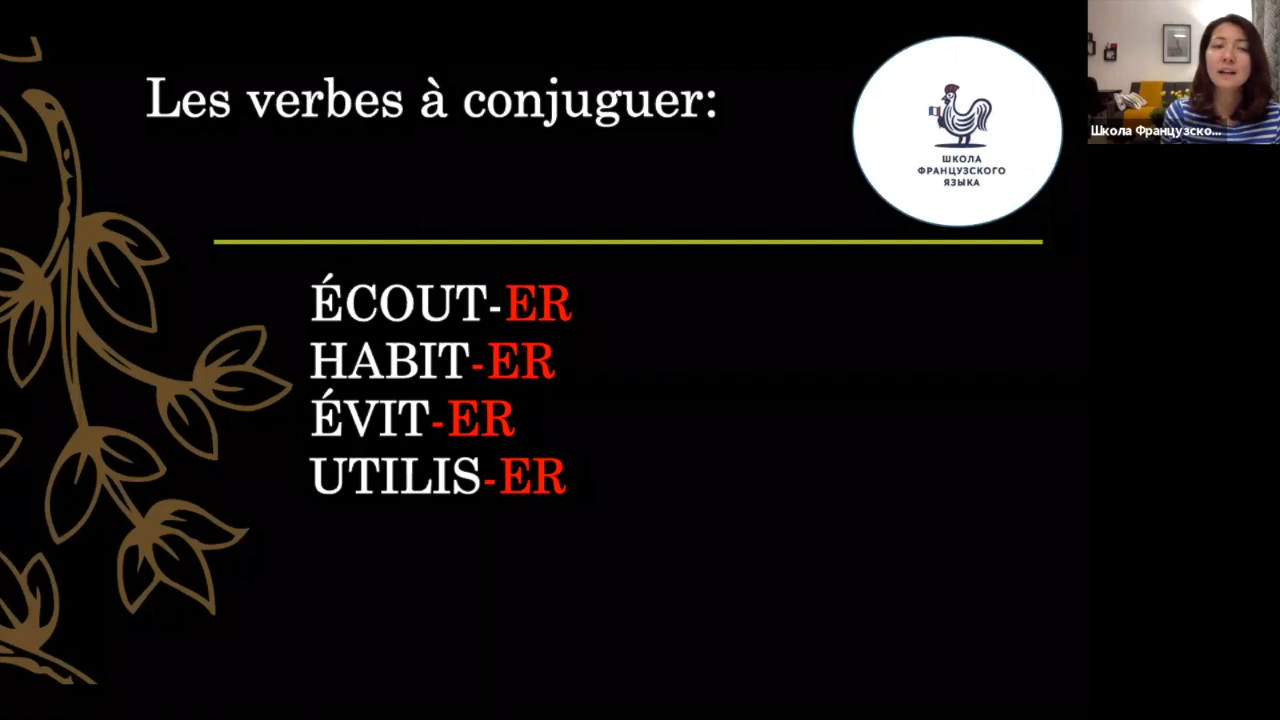 Les verbes à conjuguer:
ШКОЛА
ФРАНЦУЗСКОГО
ЯЗЫКА
Школа Французско...
ÉCOUT-ER
HABIT-ER
ÉVIT-ER
UTILIS-ER